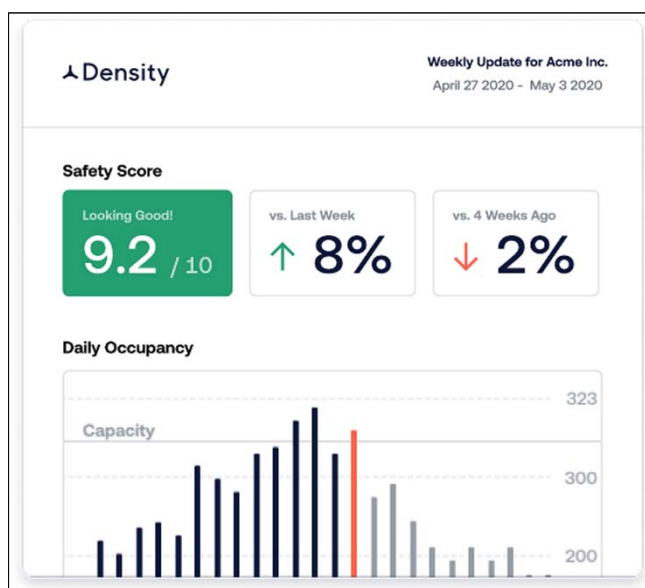 Density
Weekly Update for Acme Inc.
April 27 2020 - May 3 2020
Safety Score
Looking Good!
9.2 / 10
vs. Last Week
↑ 8%
vs. 4 Weeks Ago
↓ 2%
Daily Occupancy
323
Capacity
300
200